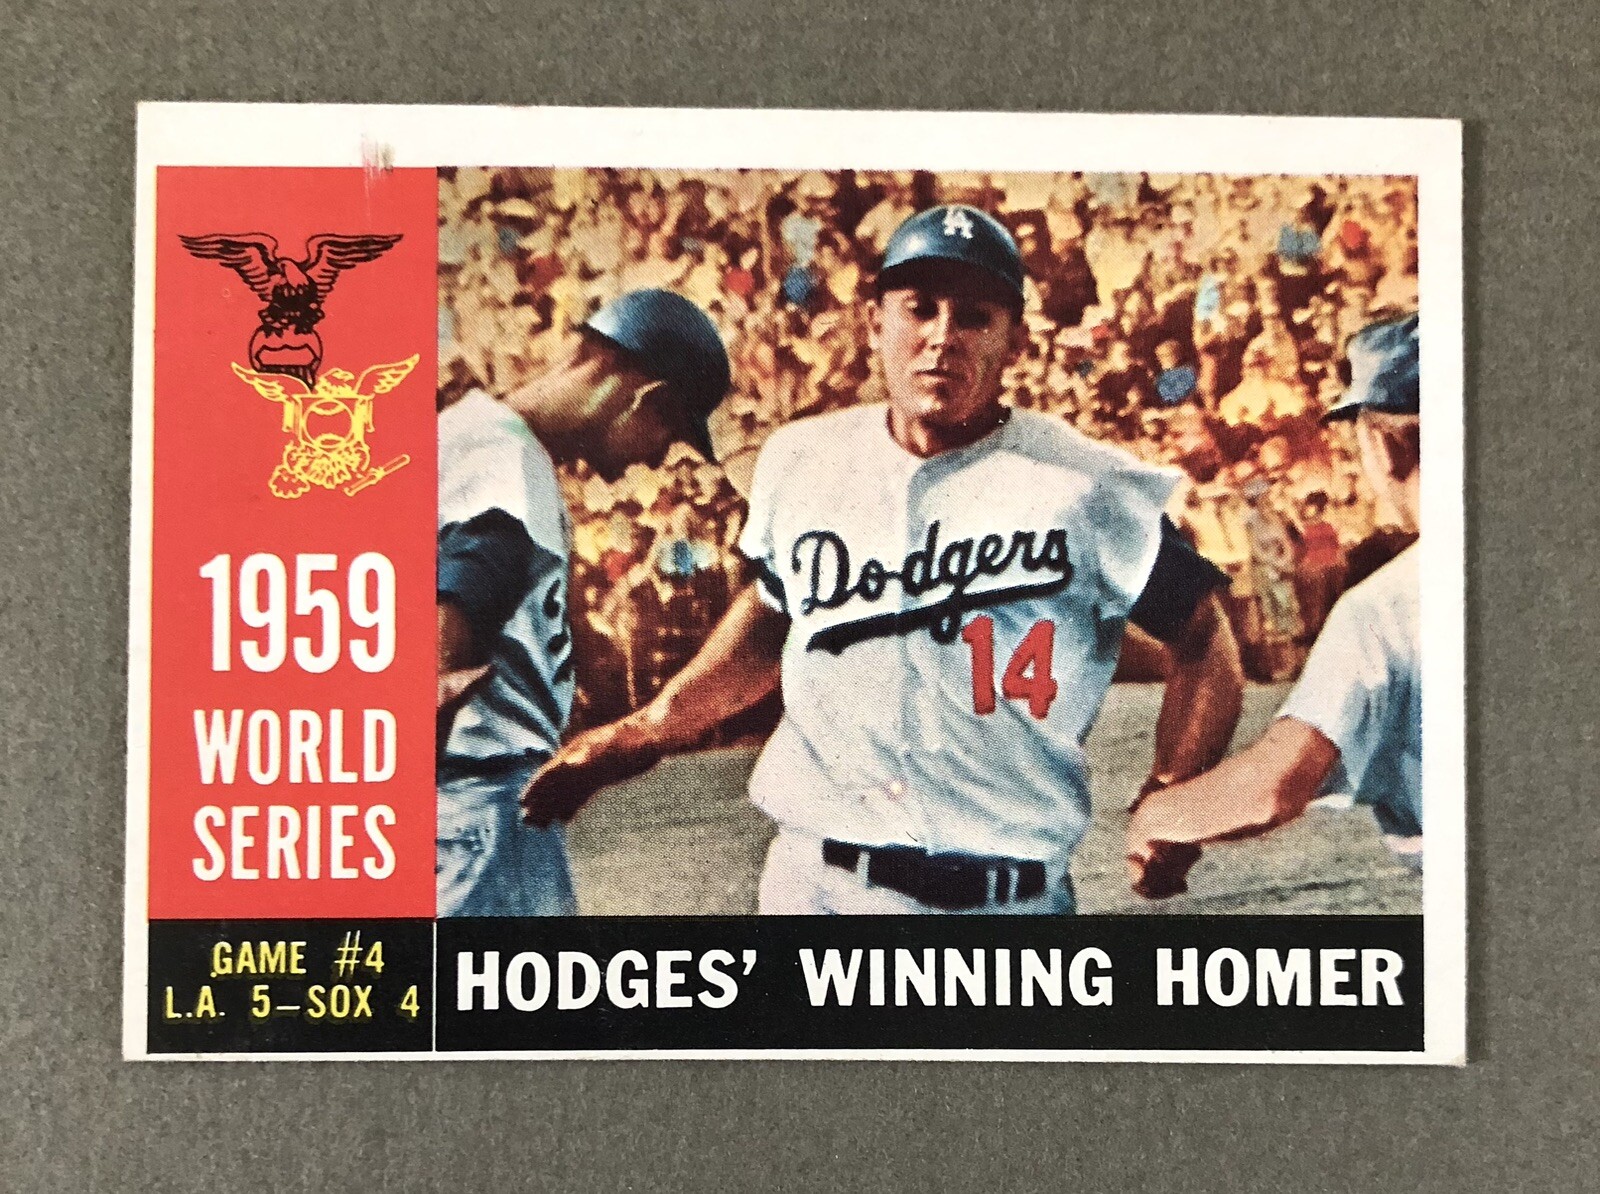 1959
WORLD
SERIES
GAME #4
L.A. 5–SOX 4
LA
Dodgers
14
HODGES' WINNING HOMER